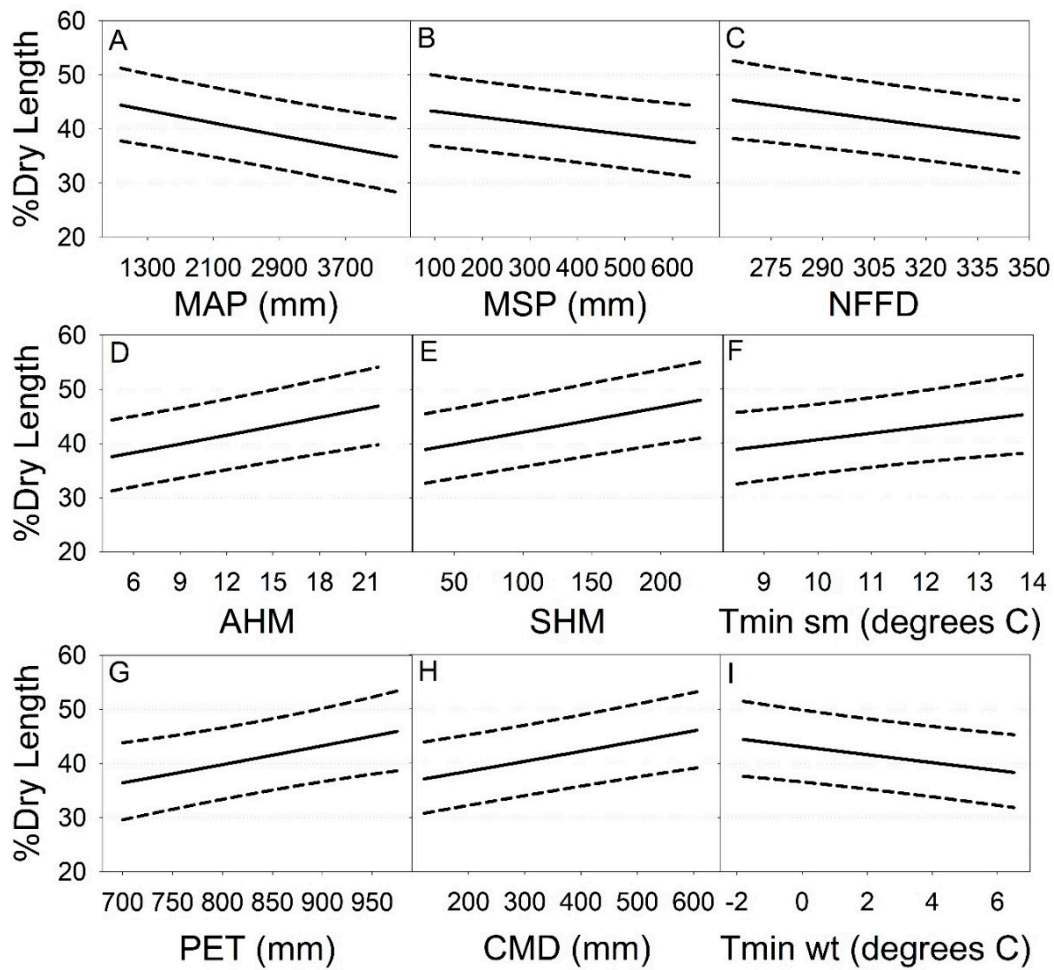 60
50
40
30
20
%Dry Length
A
B
C
1300 2100 2900 3700
100 200 300 400 500 600
275 290 305 320 335 350
MAP (mm)
MSP (mm)
NFFD
60
50
40
30
20
%Dry Length
D
E
F
6 9 12 15 18 21
50 100 150 200
9 10 11 12 13 14
AHM
SHM
Tmin sm (degrees C)
60
50
40
30
20
%Dry Length
G
H
I
700 750 800 850 900 950
200 300 400 500 600
-2 0 2 4 6
PET (mm)
CMD (mm)
Tmin wt (degrees C)